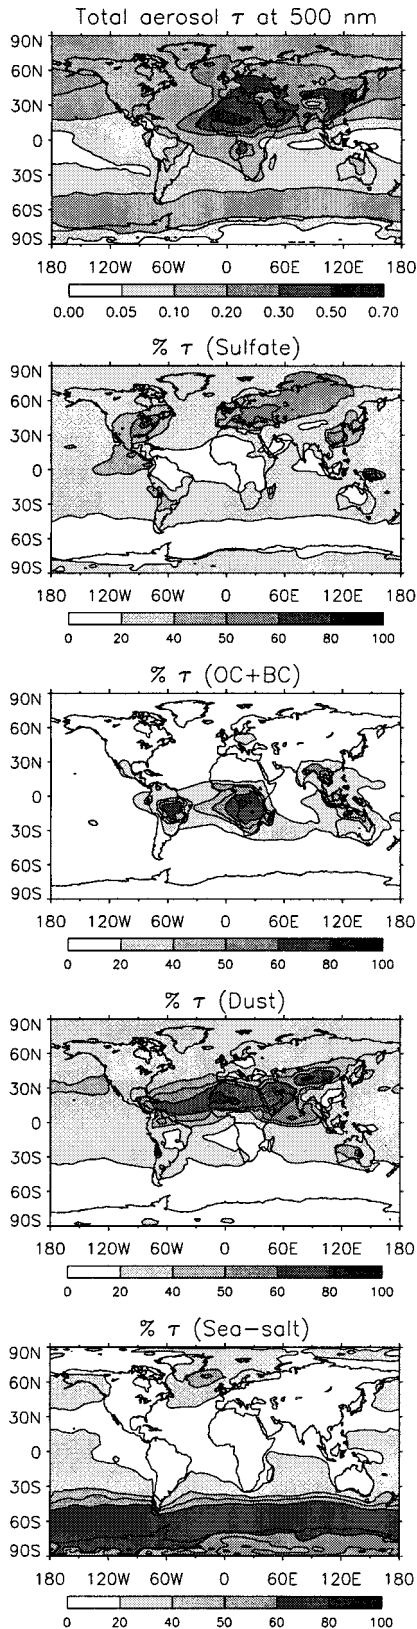 Total aerosol τ at 500 nm
90N
60N
30N
0
30S
60S
90S
180 120W 60W 0 60E 120E 180
0.00 0.05 0.10 0.20 0.30 0.50 0.70
% τ (Sulfate)
90N
60N
30N
0
30S
60S
90S
180 120W 60W 0 60E 120E 180
0 20 40 50 60 80 100
% τ (OC+BC)
90N
60N
30N
0
30S
60S
90S
180 120W 60W 0 60E 120E 180
0 20 40 50 60 80 100
% τ (Dust)
90N
60N
30N
0
30S
60S
90S
180 120W 60W 0 60E 120E 180
0 20 40 50 60 80 100
% τ (Sea-salt)
90N
60N
30N
0
30S
60S
90S
180 120W 60W 0 60E 120E 180
0 20 40 50 60 80 100